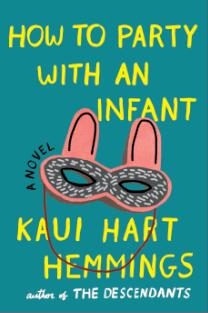 HOW TO PARTY
WITH AN
INFANT
A NOVEL
KAUI HART
HEMMINGS
author of THE DESCENDANTS